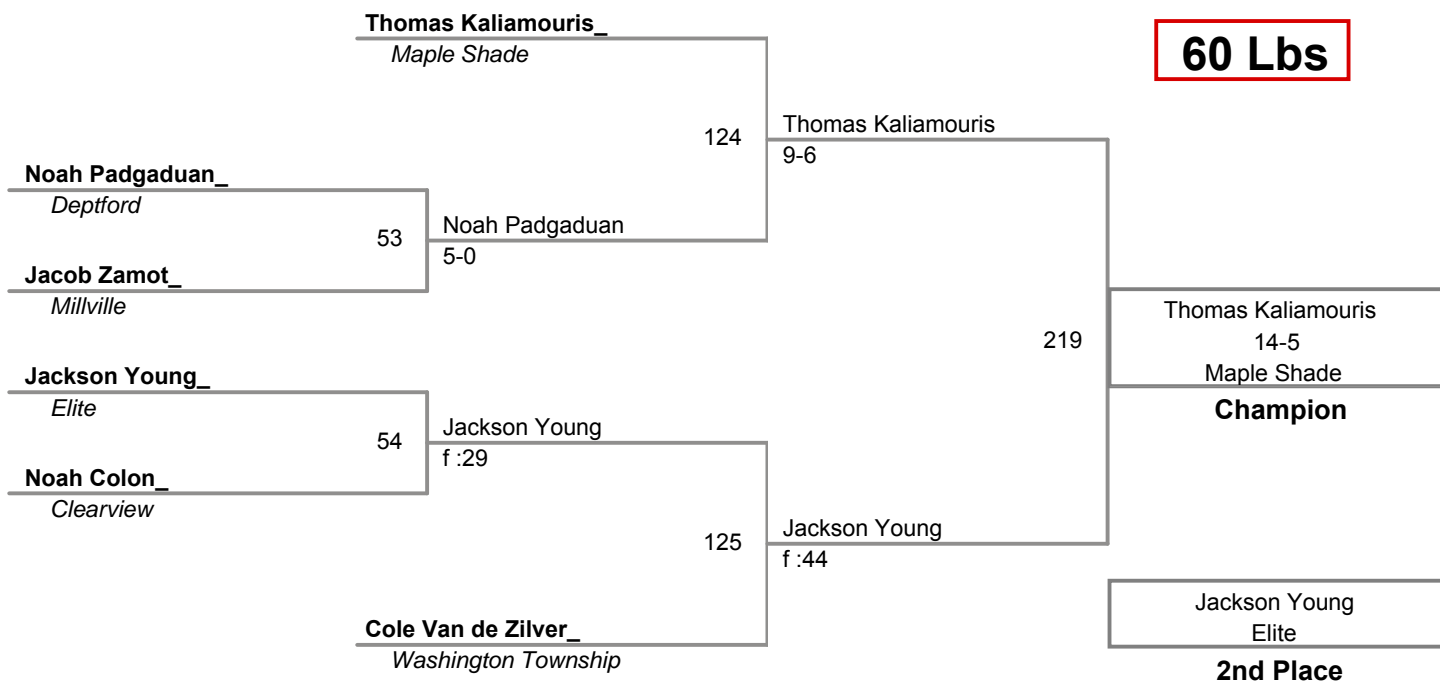 Thomas Kaliamouris_
Maple Shade
60 Lbs
124
Thomas Kaliamouris
9-6
Noah Padgaduan_
Deptford
53
Noah Padgaduan
5-0
Jacob Zamot_
Millville
219
Thomas Kaliamouris
14-5
Maple Shade
Champion
Jackson Young_
Elite
54
Jackson Young
f :29
Noah Colon_
Clearview
125
Jackson Young
f :44
Cole Van de Zilver_
Washington Township
Jackson Young
Elite
2nd Place